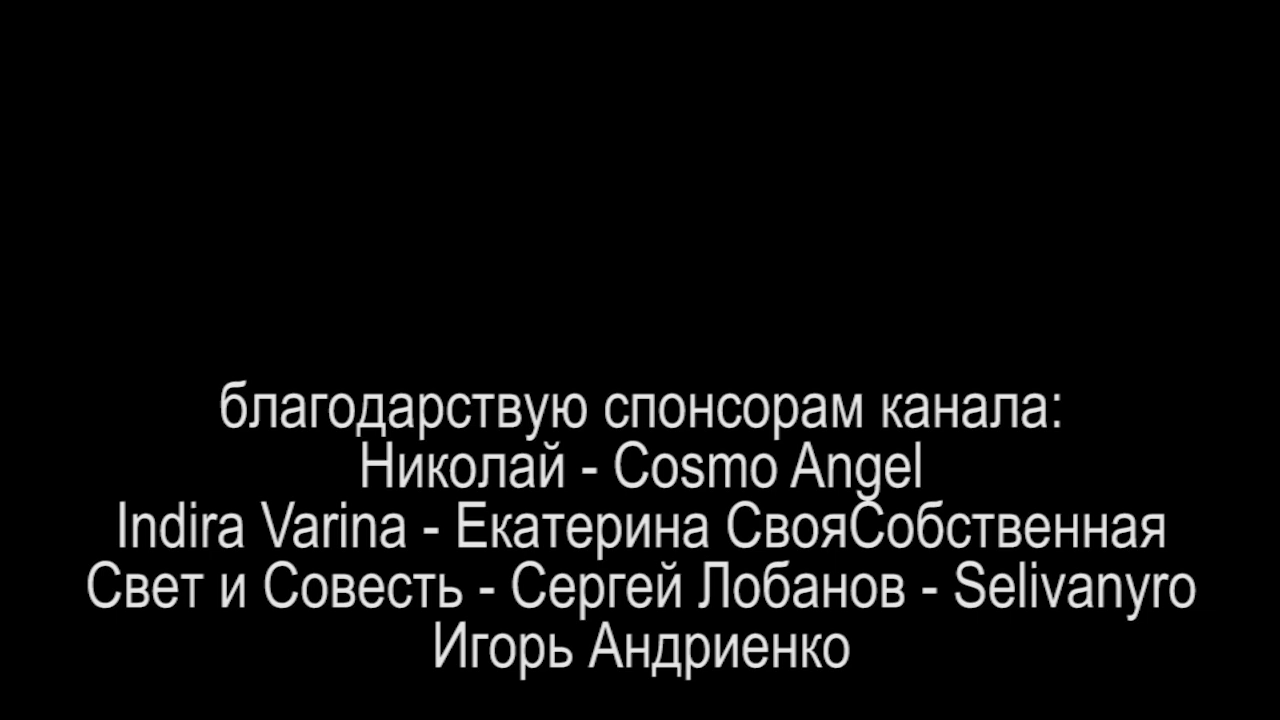 благодарствую спонсорам канала:
Николай - Cosmo Angel
Indira Varina - Екатерина СвояСобственная
Свет и Совесть - Сергей Лобанов - Selivanyro
Игорь Андриенко